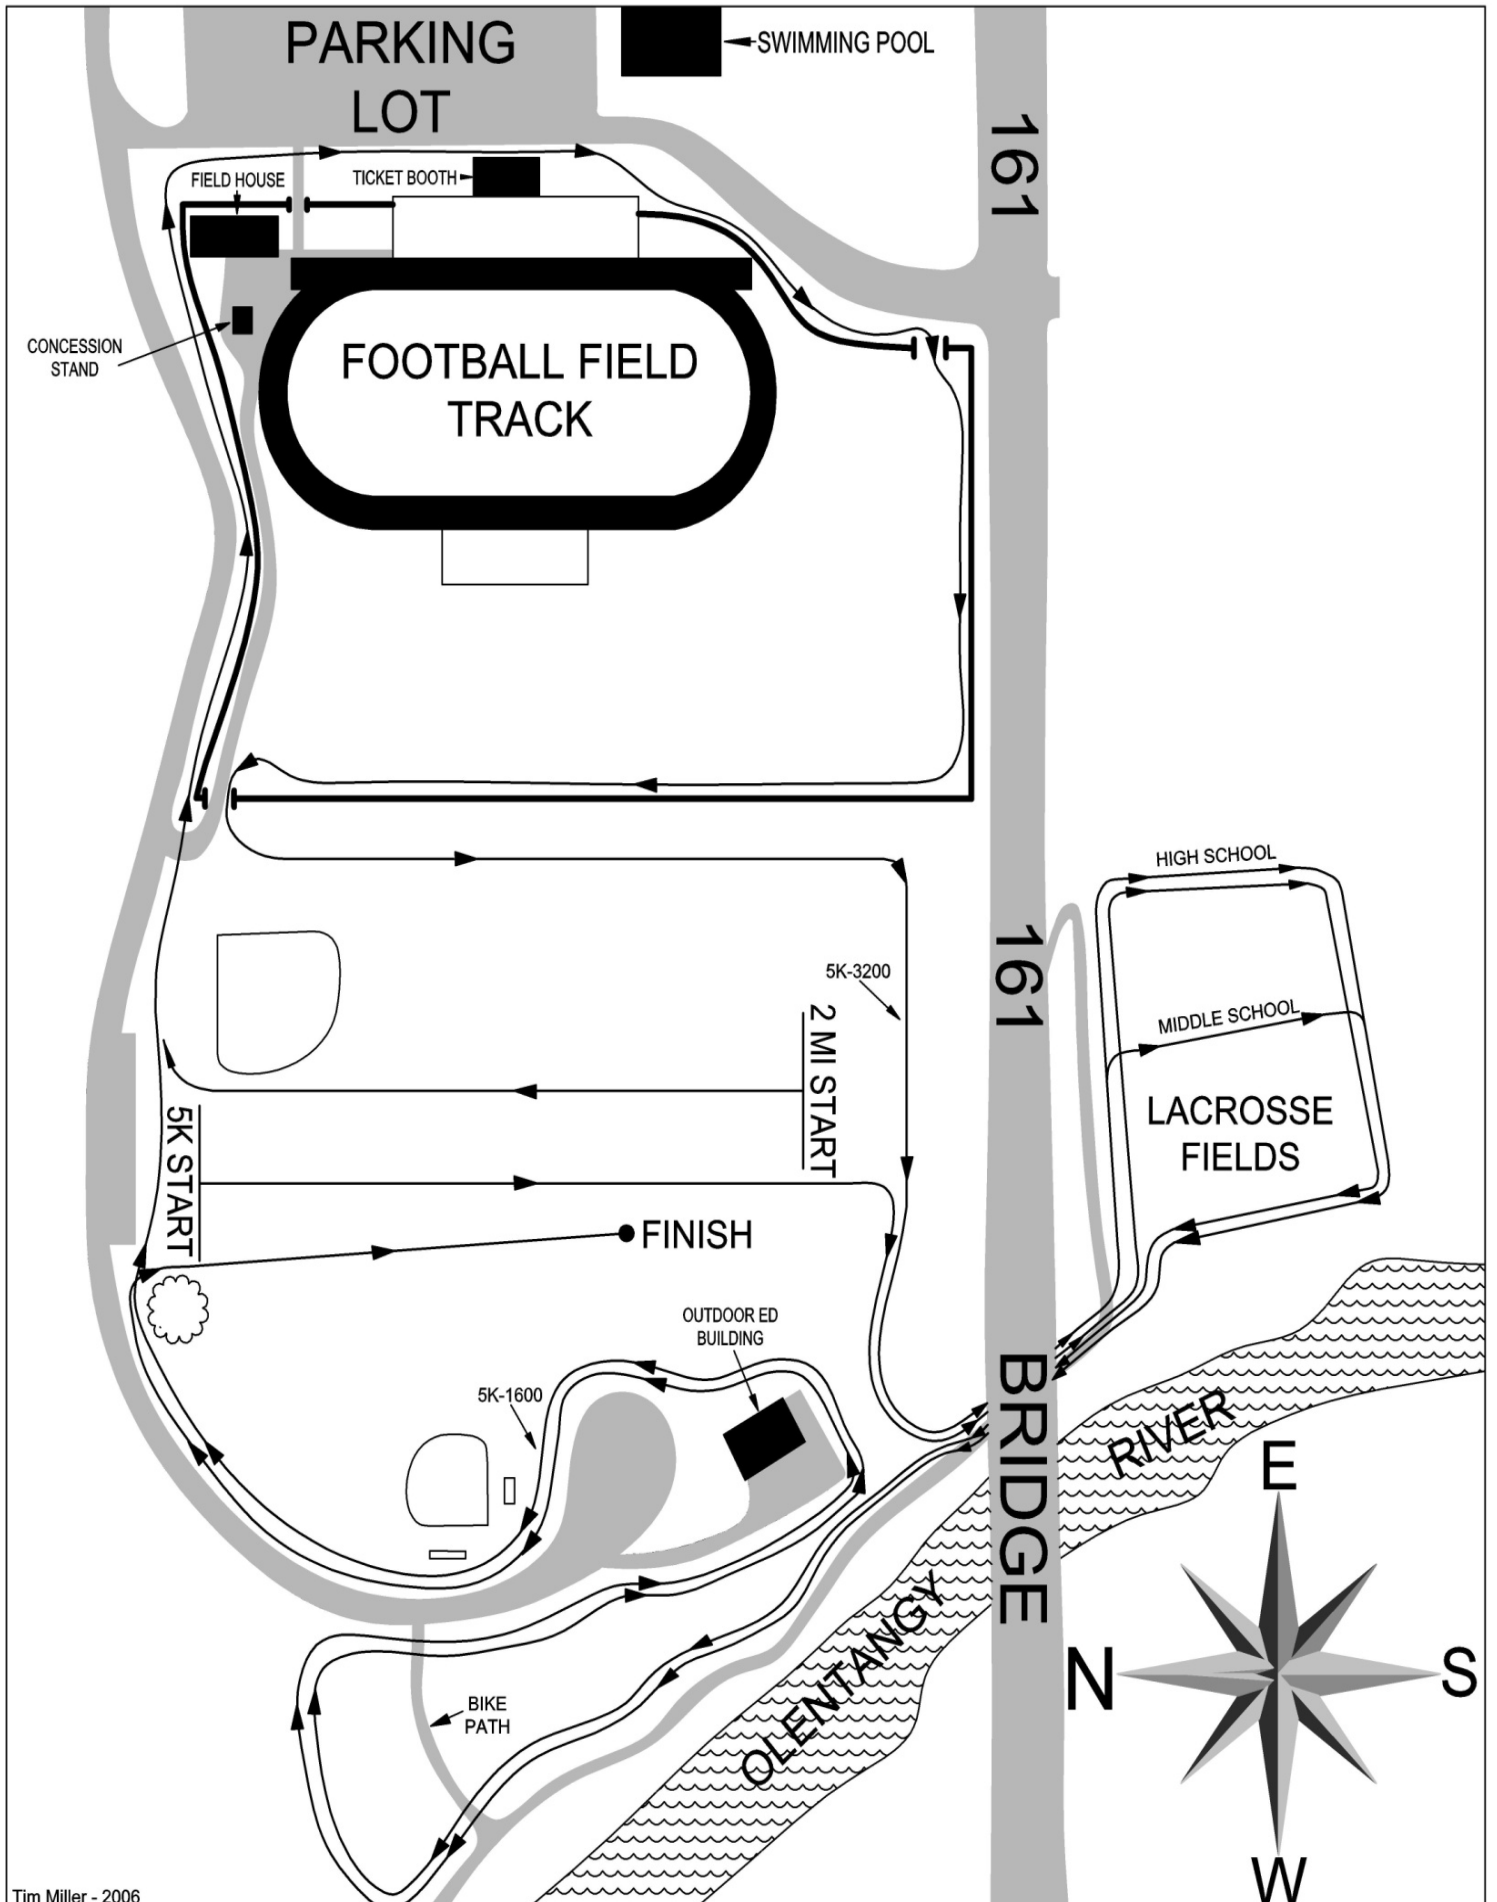 PARKING
LOT
SWIMMING POOL
161
FIELD HOUSE
TICKET BOOTH
CONCESSION
STAND
FOOTBALL FIELD
TRACK
HIGH SCHOOL
161
5K-3200
2 MI START
MIDDLE SCHOOL
LACROSSE
FIELDS
5K START
FINISH
OUTDOOR ED
BUILDING
5K-1600
BRIDGE
RIVER
OLENTANGY
BIKE
PATH
E
N
S
W
Tim Miller - 2006